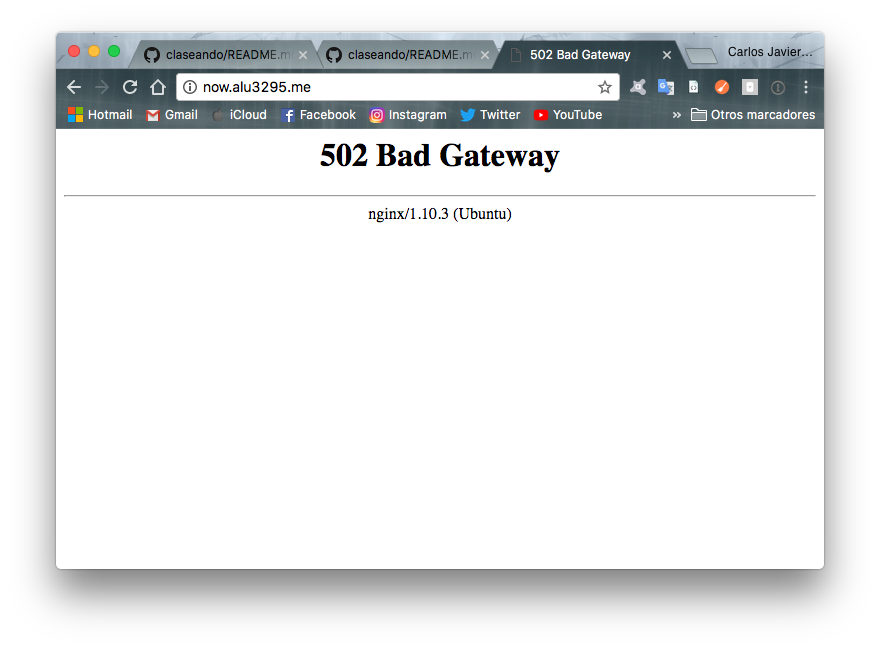 claseando/README.m
claseando/README.m
502 Bad Gateway
Carlos Javier...
now.alu3295.me
Hotmail
Gmail
iCloud
Facebook
Instagram
Twitter
YouTube
»
Otros marcadores
502 Bad Gateway
nginx/1.10.3 (Ubuntu)